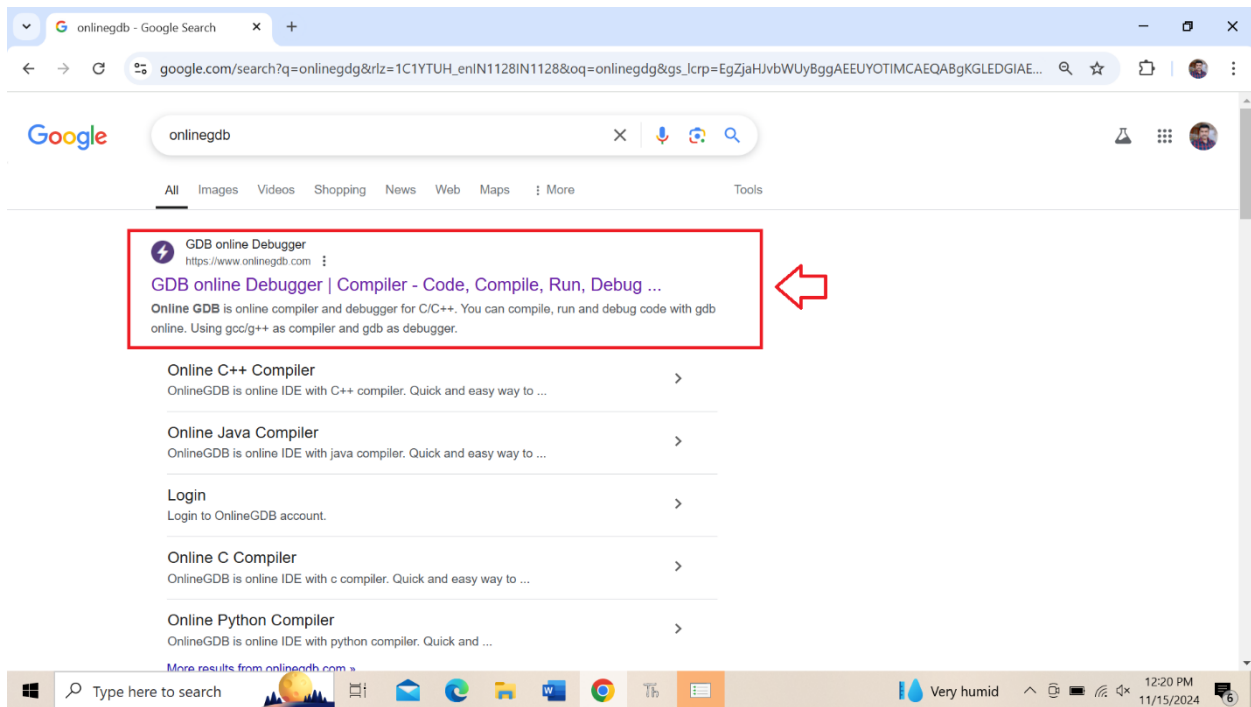 onlinegdb - Google Search
google.com/search?q=onlinegdg&rlz=1C1YTUH_enIN1128IN1128&oq=onlinegdg&gs_lcrp=EgZjaHJvbWUyBggAEEUYOTIMCAEQABgKGLEDGIAE...
Google
onlinegdb
All Images Videos Shopping News Web Maps More Tools
GDB online Debugger
https://www.onlinegdb.com
GDB online Debugger | Compiler - Code, Compile, Run, Debug ...
Online GDB is online compiler and debugger for C/C++. You can compile, run and debug code with gdb
online. Using gcc/g++ as compiler and gdb as debugger.
Online C++ Compiler
OnlineGDB is online IDE with C++ compiler. Quick and easy way to ...
Online Java Compiler
OnlineGDB is online IDE with java compiler. Quick and easy way to ...
Login
Login to OnlineGDB account.
Online C Compiler
OnlineGDB is online IDE with c compiler. Quick and easy way to ...
Online Python Compiler
OnlineGDB is online IDE with python compiler. Quick and ...
More results from onlinegdb.com »
Type here to search
W
Th
Very humid
12:20 PM
11/15/2024
6